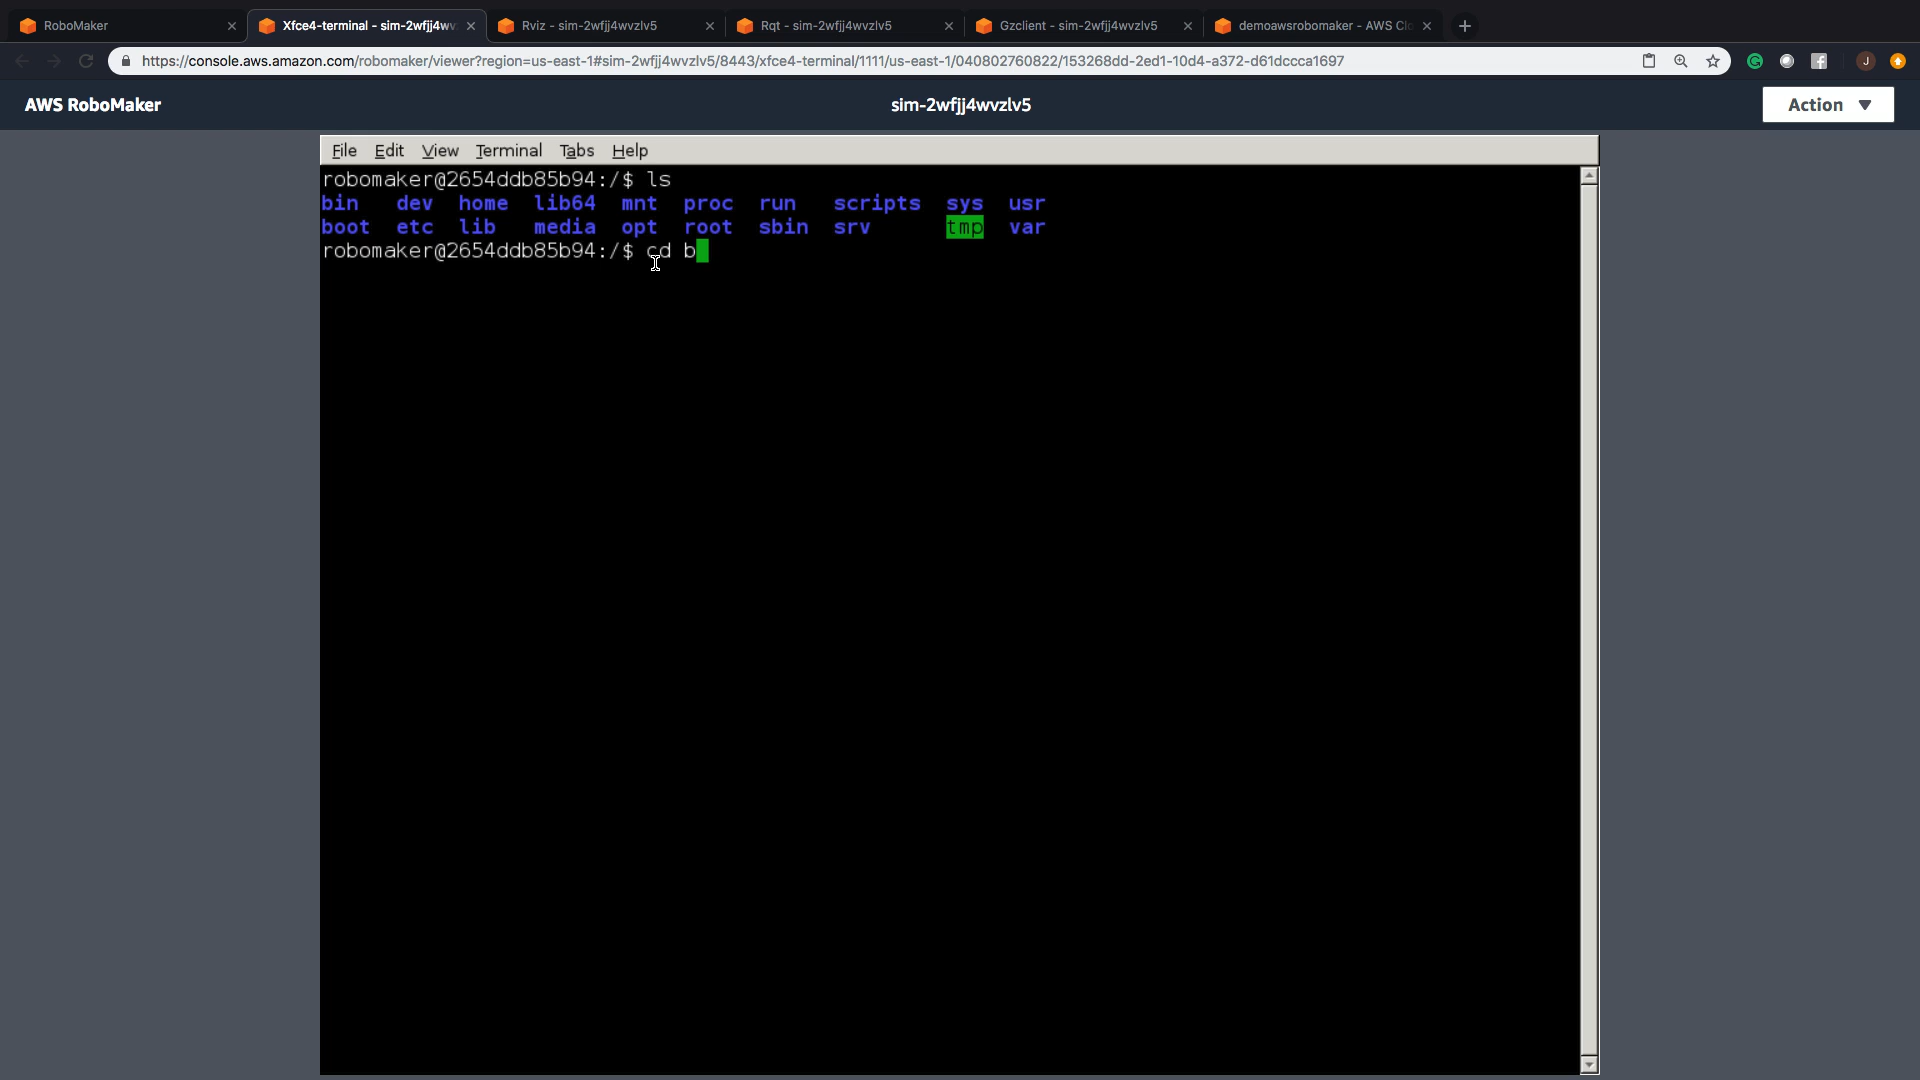 RoboMaker
Xfce4-terminal - sim-2wfjj4wv
Rviz - sim-2wfjj4wvzlv5
Rqt - sim-2wfjj4wvzlv5
Gzclient - sim-2wfjj4wvzlv5
demoawsrobomaker - AWS Clo
https://console.aws.amazon.com/robomaker/viewer?region=us-east-1#sim-2wfjj4wvzlv5/8443/xfce4-terminal/1111/us-east-1/040802760822/153268dd-2ed1-10d4-a372-d61dccca1697
J
AWS RoboMaker
sim-2wfjj4wvzlv5
Action
File Edit View Terminal Tabs Help
robomaker@2654ddb85b94:/$ ls
bin dev home lib64 mnt proc run scripts sys usr
boot etc lib media opt root sbin srv tmp var
robomaker@2654ddb85b94:/$ cd b